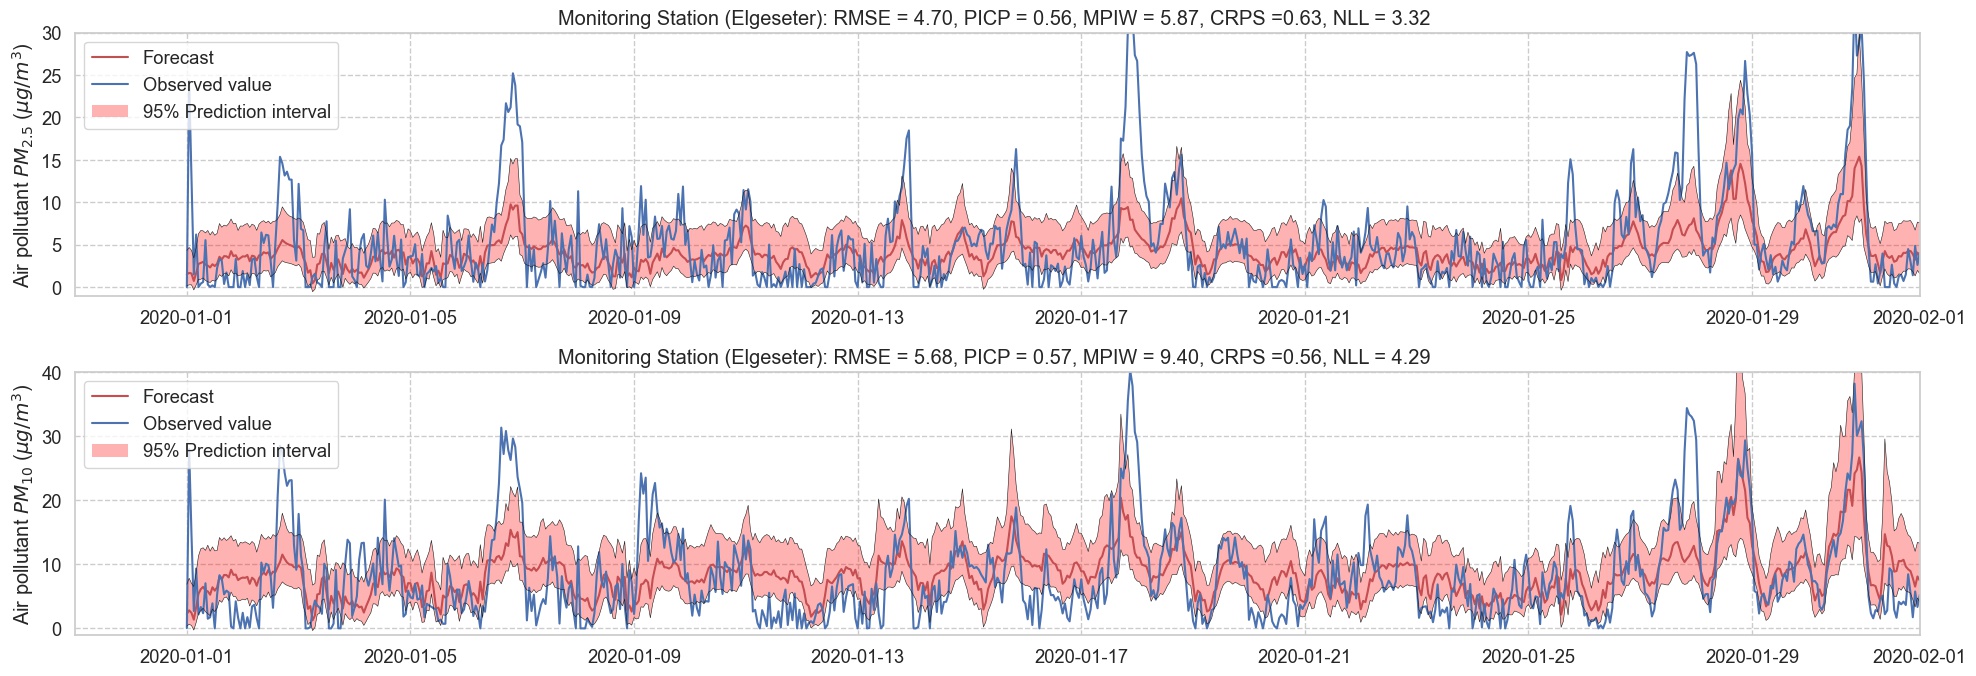 Monitoring Station (Elgeseter): RMSE = 4.70, PICP = 0.56, MPIW = 5.87, CRPS =0.63, NLL = 3.32
Air pollutant PM2.5 (μg/m3)
30
25
20
15
10
5
0
Forecast
Observed value
95% Prediction interval
2020-01-01 2020-01-05 2020-01-09 2020-01-13 2020-01-17 2020-01-21 2020-01-25 2020-01-29 2020-02-01
Monitoring Station (Elgeseter): RMSE = 5.68, PICP = 0.57, MPIW = 9.40, CRPS =0.56, NLL = 4.29
Air pollutant PM10 (μg/m3)
40
30
20
10
0
Forecast
Observed value
95% Prediction interval
2020-01-01 2020-01-05 2020-01-09 2020-01-13 2020-01-17 2020-01-21 2020-01-25 2020-01-29 2020-02-01